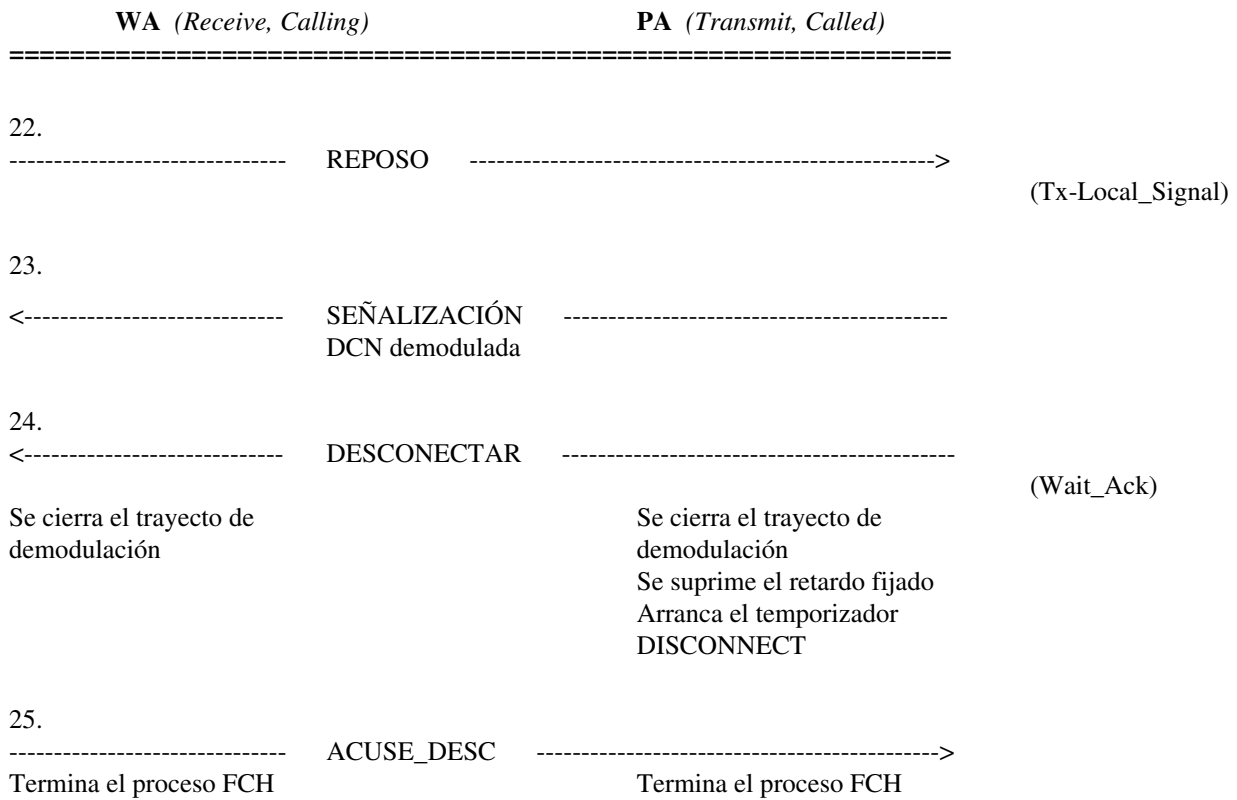 WA (Receive, Calling) PA (Transmit, Called)
==============================================================
22.
------------------------------- REPOSO ---------------------------------------------------->
(Tx-Local_Signal)
23.
<----------------------------- SEÑALIZACIÓN -------------------------------------------
DCN demodulada
24.
<----------------------------- DESCONECTAR --------------------------------------------
(Wait_Ack)
Se cierra el trayecto de Se cierra el trayecto de
demodulación demodulación
Se suprime el retardo fijado
Arranca el temporizador
DISCONNECT
25.
------------------------------- ACUSE_DESC --------------------------------------------->
Termina el proceso FCH Termina el proceso FCH